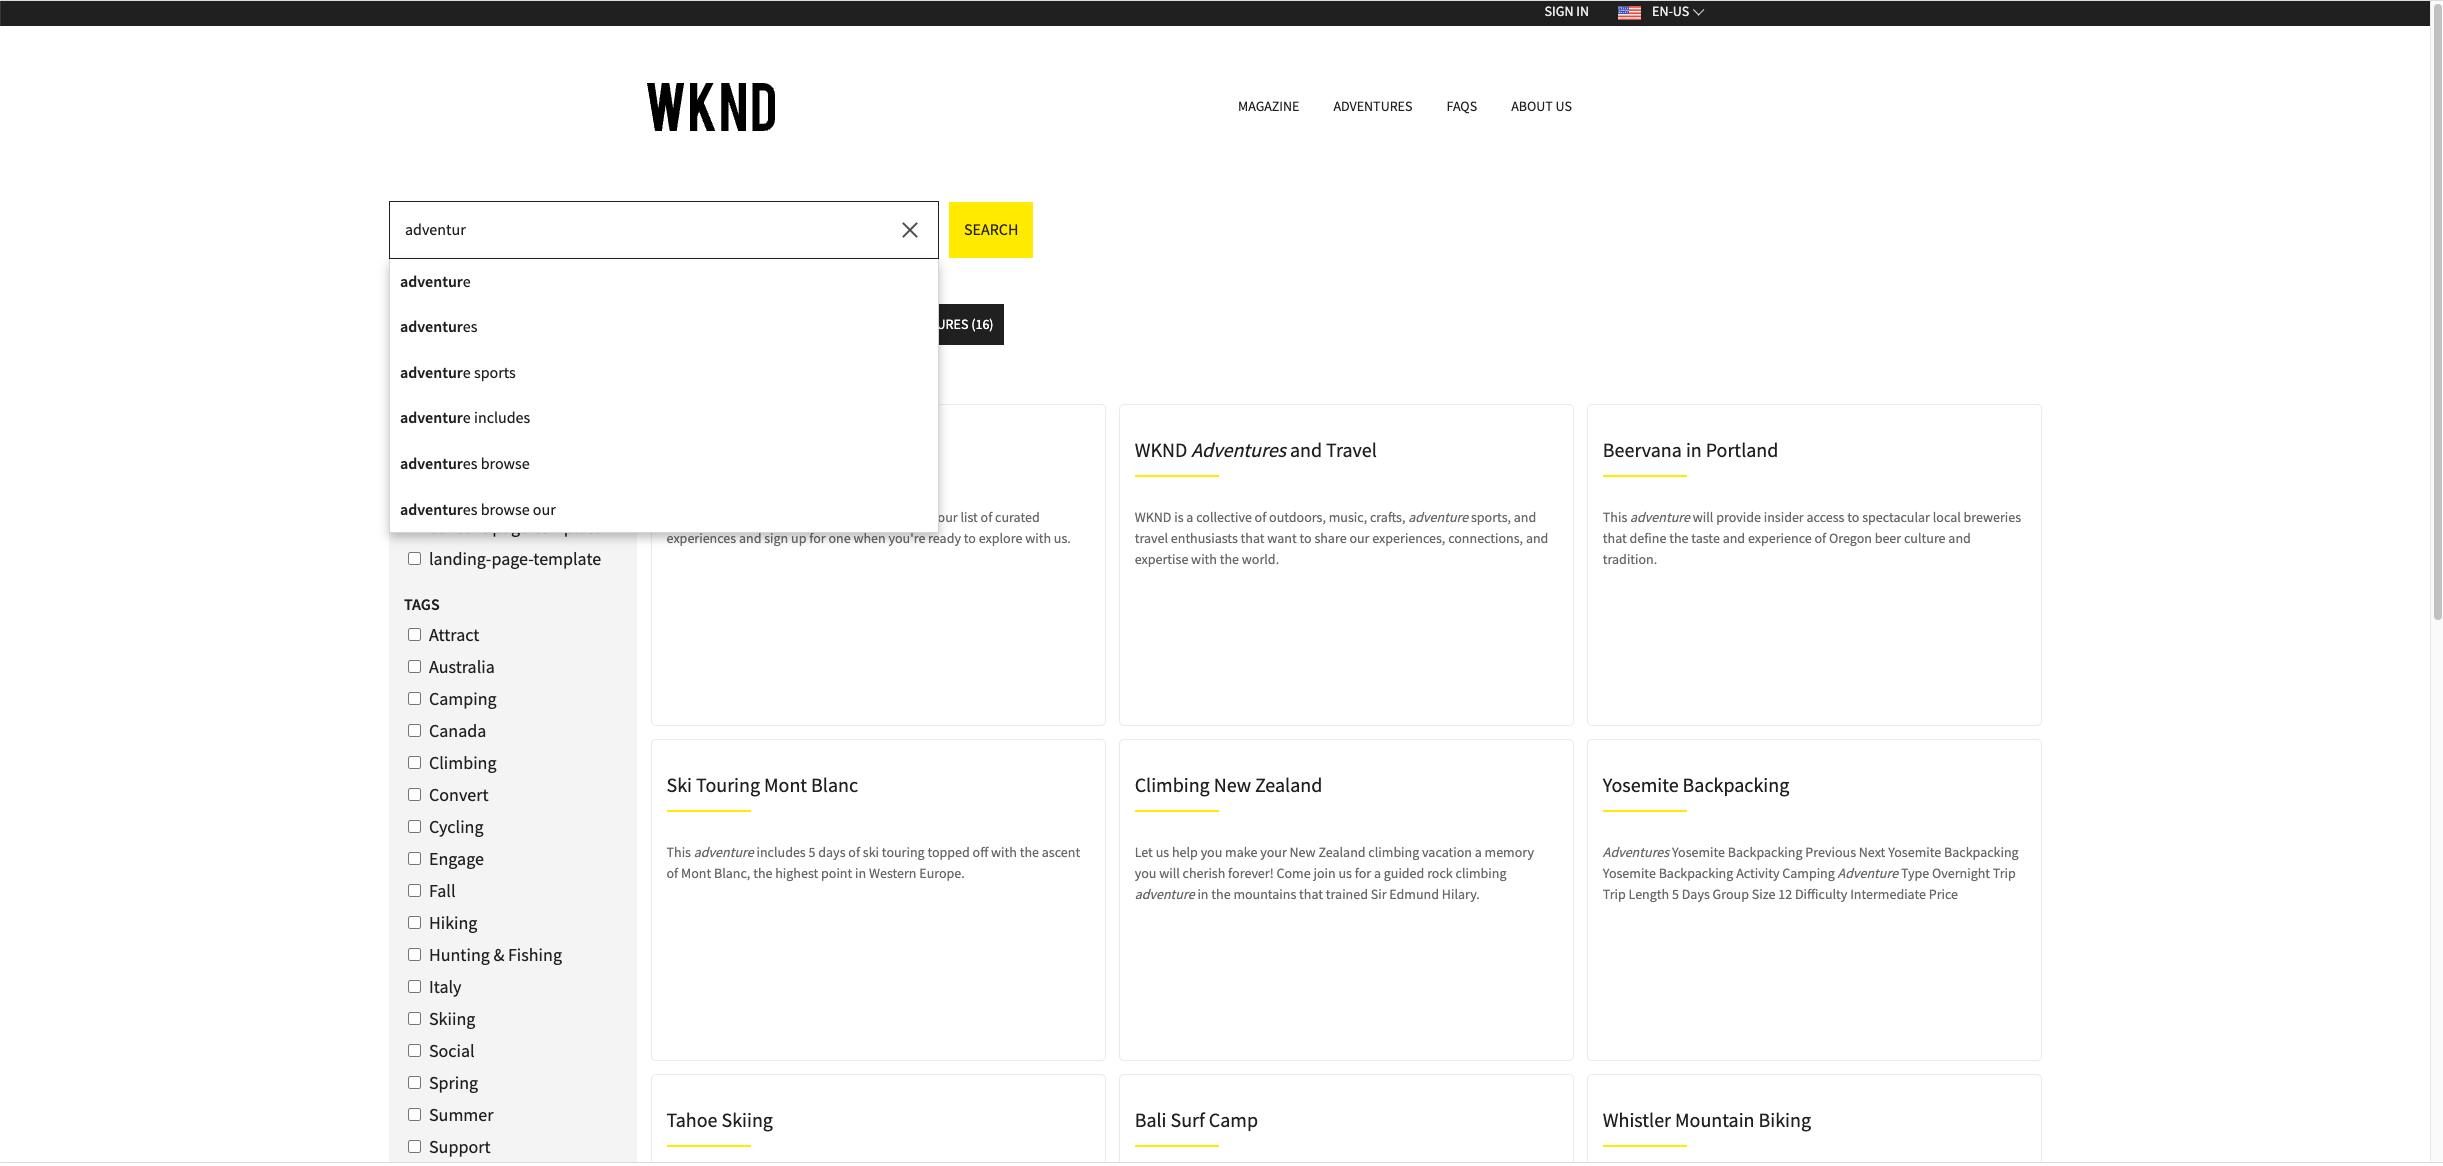 SIGN IN
EN-US
WKND
MAGAZINE
ADVENTURES
FAQS
ABOUT US
adventur
SEARCH
adventure
adventures
adventure sports
adventure includes
adventures browse
adventures browse our
URES (16)
landing-page-template
TAGS
Attract
Australia
Camping
Canada
Climbing
Convert
Cycling
Engage
Fall
Hiking
Hunting & Fishing
Italy
Skiing
Social
Spring
Summer
Support
our list of curated
experiences and sign up for one when you're ready to explore with us.
WKND Adventures and Travel
WKND is a collective of outdoors, music, crafts, adventure sports, and
travel enthusiasts that want to share our experiences, connections, and
expertise with the world.
Beervana in Portland
This adventure will provide insider access to spectacular local breweries
that define the taste and experience of Oregon beer culture and
tradition.
Ski Touring Mont Blanc
This adventure includes 5 days of ski touring topped off with the ascent
of Mont Blanc, the highest point in Western Europe.
Climbing New Zealand
Let us help you make your New Zealand climbing vacation a memory
you will cherish forever! Come join us for a guided rock climbing
adventure in the mountains that trained Sir Edmund Hilary.
Yosemite Backpacking
Adventures Yosemite Backpacking Previous Next Yosemite Backpacking
Yosemite Backpacking Activity Camping Adventure Type Overnight Trip
Trip Length 5 Days Group Size 12 Difficulty Intermediate Price
Tahoe Skiing
Bali Surf Camp
Whistler Mountain Biking